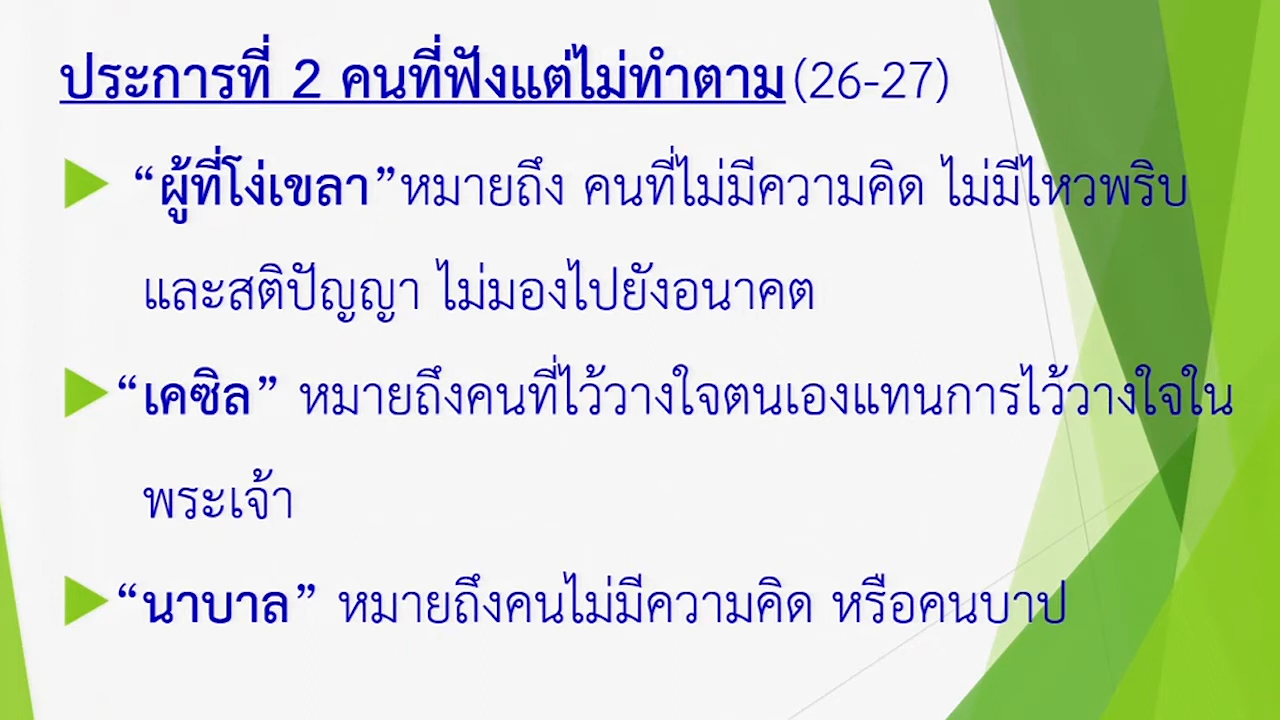 ประการที่ 2 คนที่ฟังแต่ไม่ทำตาม(26-27)
“ผู้ที่โง่เขลา”หมายถึง คนที่ไม่มีความคิด ไม่มีไหวพริบ
และสติปัญญา ไม่มองไปยังอนาคต
“เคซิล” หมายถึงคนที่ไว้วางใจตนเองแทนการไว้วางใจใน
พระเจ้า
“นาบาล” หมายถึงคนไม่มีความคิด หรือคนบาป